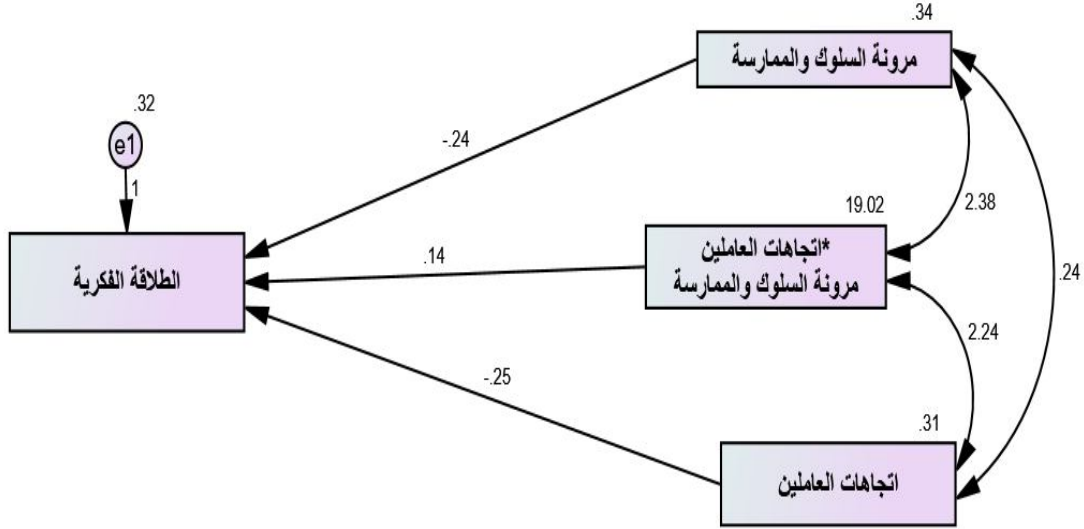 .34
مرونة السلوك والممارسة
.32
e1
1
-.24
2.38
19.02
*اتجاهات العاملين
مرونة السلوك والممارسة
.14
الطلاقة الفكرية
.24
2.24
-.25
.31
اتجاهات العاملين